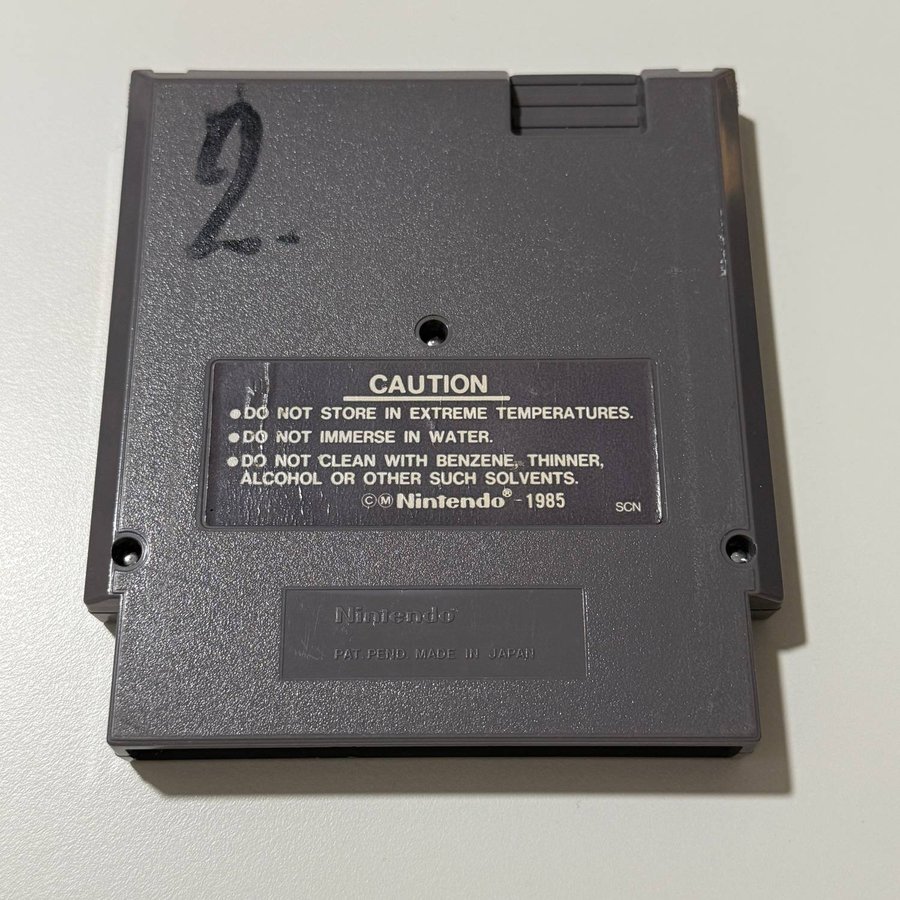 2.
CAUTION
● DO NOT STORE IN EXTREME TEMPERATURES.
● DO NOT IMMERSE IN WATER.
● DO NOT CLEAN WITH BENZENE, THINNER,
ALCOHOL OR OTHER SUCH SOLVENTS.
ⒸⓂ Nintendo® - 1985
SCN
Nintendo
PAT. PEND. MADE IN JAPAN